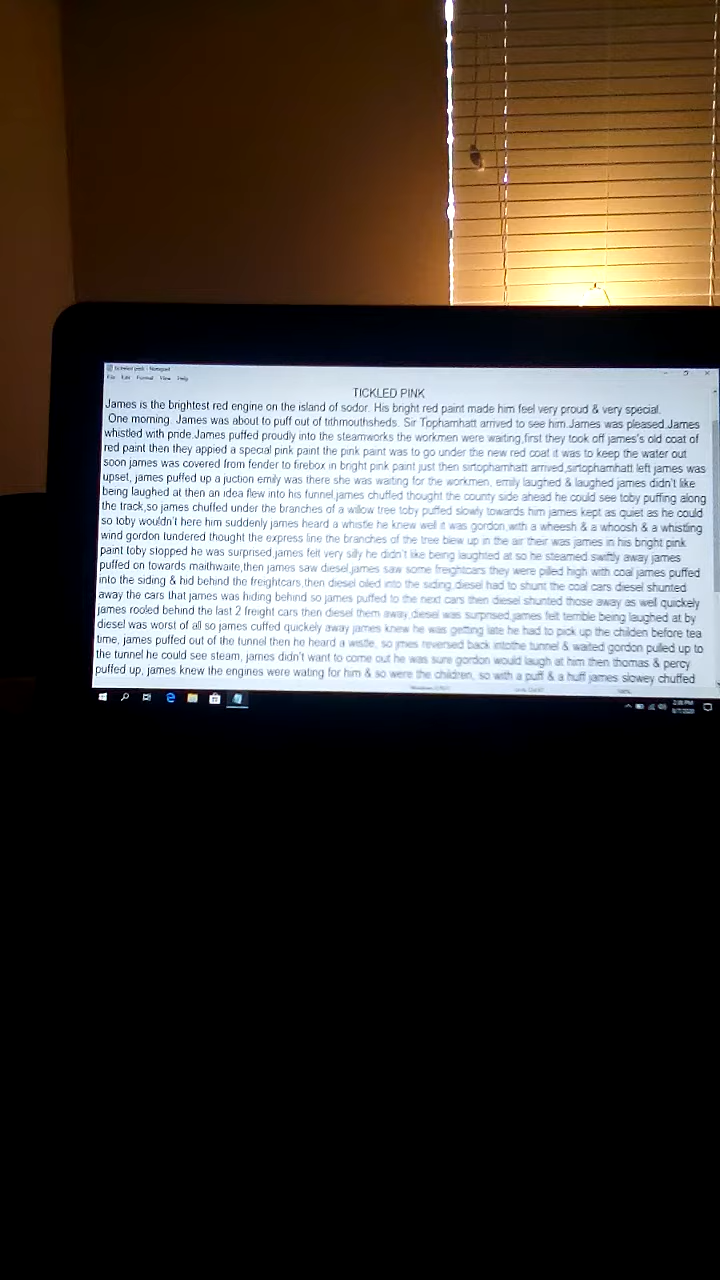 tickled pink - Notepad
File Edit Format View Help
TICKLED PINK
James is the brightest red engine on the island of sodor. His bright red paint made him feel very proud & very special.
One morning. James was about to puff out of tithmouthsheds. Sir Tophamhatt arrived to see him.James was pleased.James
whistled with pride.James puffed proudly into the steamworks the workmen were waiting,first they took off james's old coat of
red paint then they appied a special pink paint the pink paint was to go under the new red coat it was to keep the water out
soon james was covered from fender to firebox in bright pink paint just then sirtophamhatt arrived,sirtophamhatt left james was
upset, james puffed up a juction emily was there she was waiting for the workmen, emily laughed & laughed james didn't like
being laughed at then an idea flew into his funnel,james chuffed thought the county side ahead he could see toby puffing along
the track,so james chuffed under the branches of a willow tree toby puffed slowly towards him james kept as quiet as he could
so toby wouldn't here him suddenly james heard a whistle he knew well it was gordon,with a wheesh & a whoosh & a whistling
wind gordon tundered thought the express line the branches of the tree blew up in the air their was james in his bright pink
paint toby stopped he was surprised james felt very silly he didn't like being laughted at so he steamed swiftly away james
puffed on towards maithwaite,then james saw diesel,james saw some freightcars they were pilled high with coal james puffed
into the siding & hid behind the freightcars,then diesel oiled into the siding,diesel had to shunt the coal cars diesel shunted
away the cars that james was hiding behind so james puffed to the next cars then diesel shunted those away as well quickely
james rooled behind the last 2 freight cars then diesel them away,diesel was surprised,james felt terrible being laughed at by
diesel was worst of all so james cuffed quickely away james knew he was getting late he had to pick up the childen before tea
time, james puffed out of the tunnel then he heard a wistle, so jmes reversed back intothe tunnel & waited gordon pulled up to
the tunnel he could see steam, james didn't want to come out he was sure gordon would laugh at him then thomas & percy
puffed up, james knew the engines were wating for him & so were the children, so with a puff & a huff james slowey chuffed